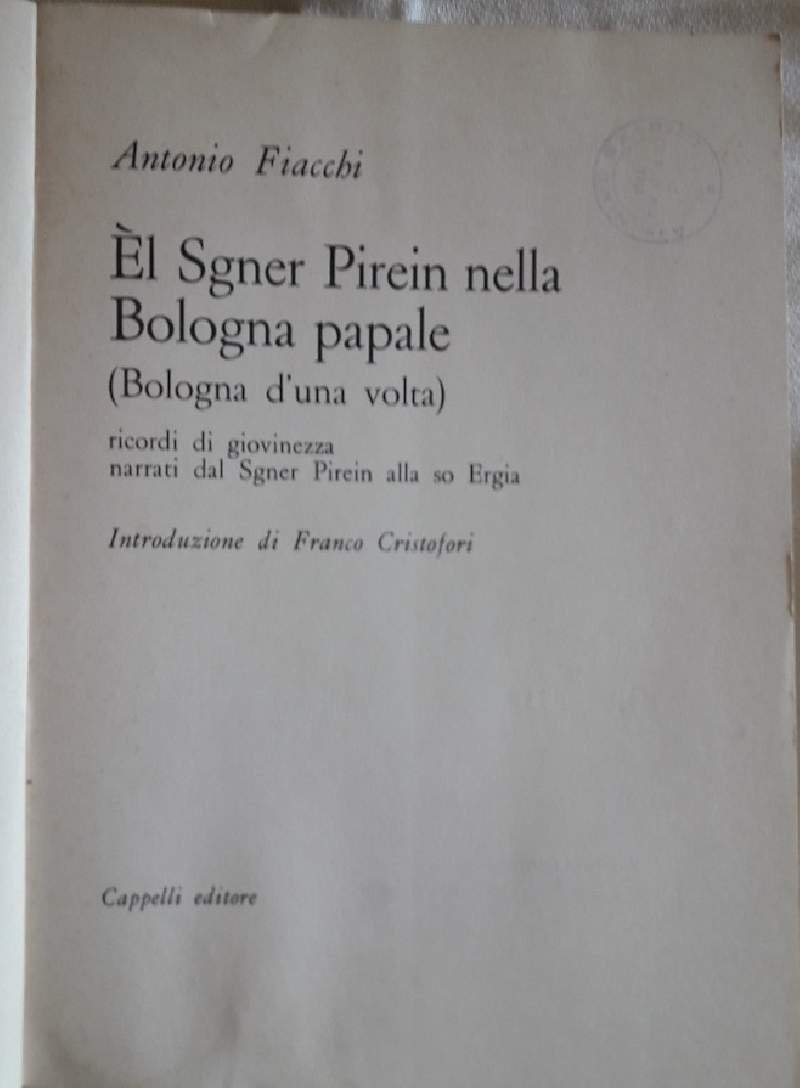 Antonio Fiacchi
Èl Sgner Pirein nella
Bologna papale
(Bologna d'una volta)
ricordi di giovinezza
narrati dal Sgner Pirein alla so Ergia
Introduzione di Franco Cristofori
Cappelli editore